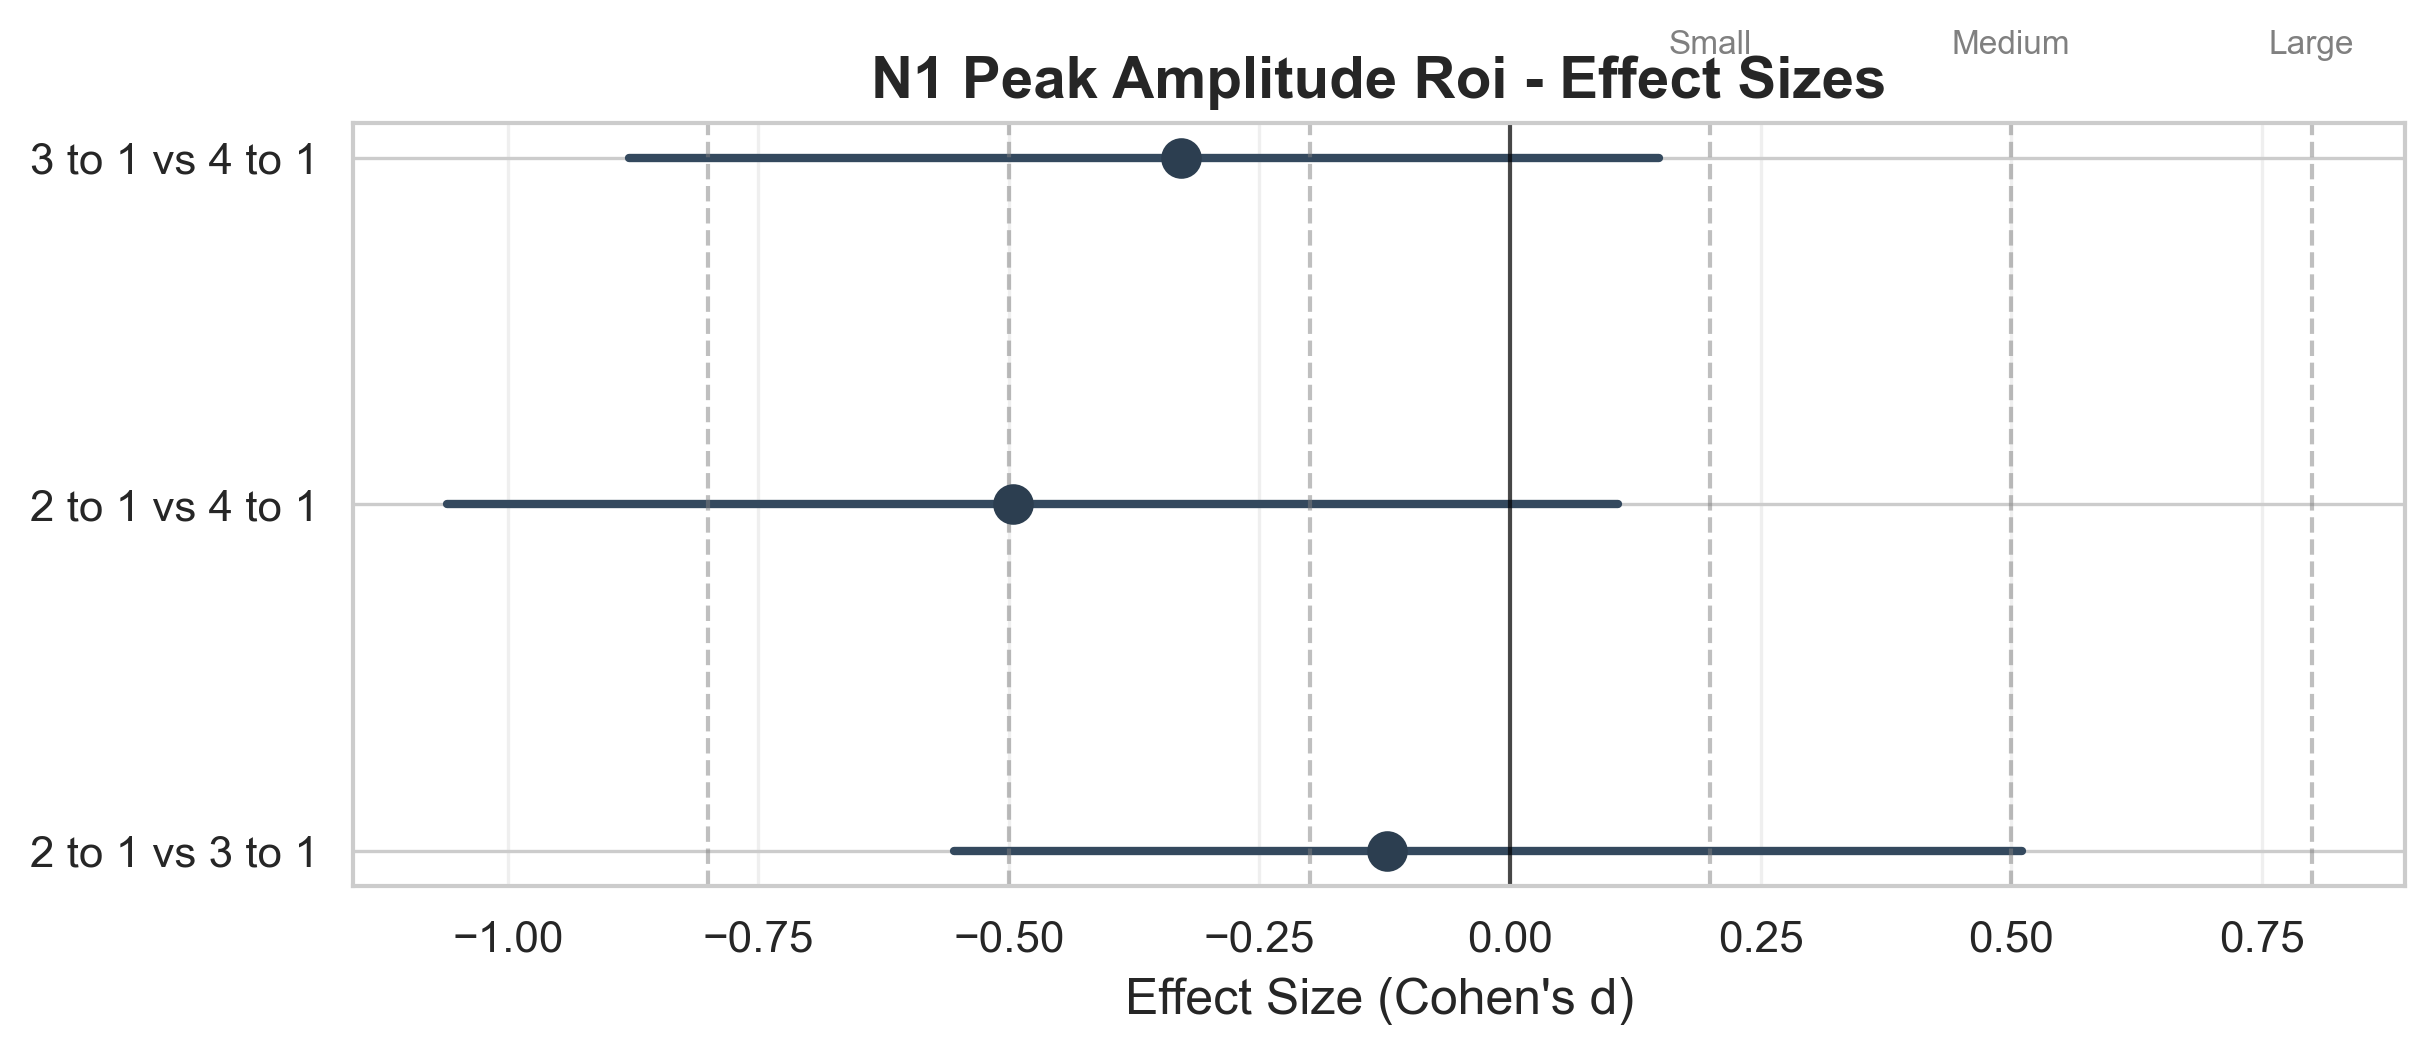 Small Medium Large
N1 Peak Amplitude Roi - Effect Sizes
3 to 1 vs 4 to 1
2 to 1 vs 4 to 1
2 to 1 vs 3 to 1
−1.00 −0.75 −0.50 −0.25 0.00 0.25 0.50 0.75
Effect Size (Cohen's d)